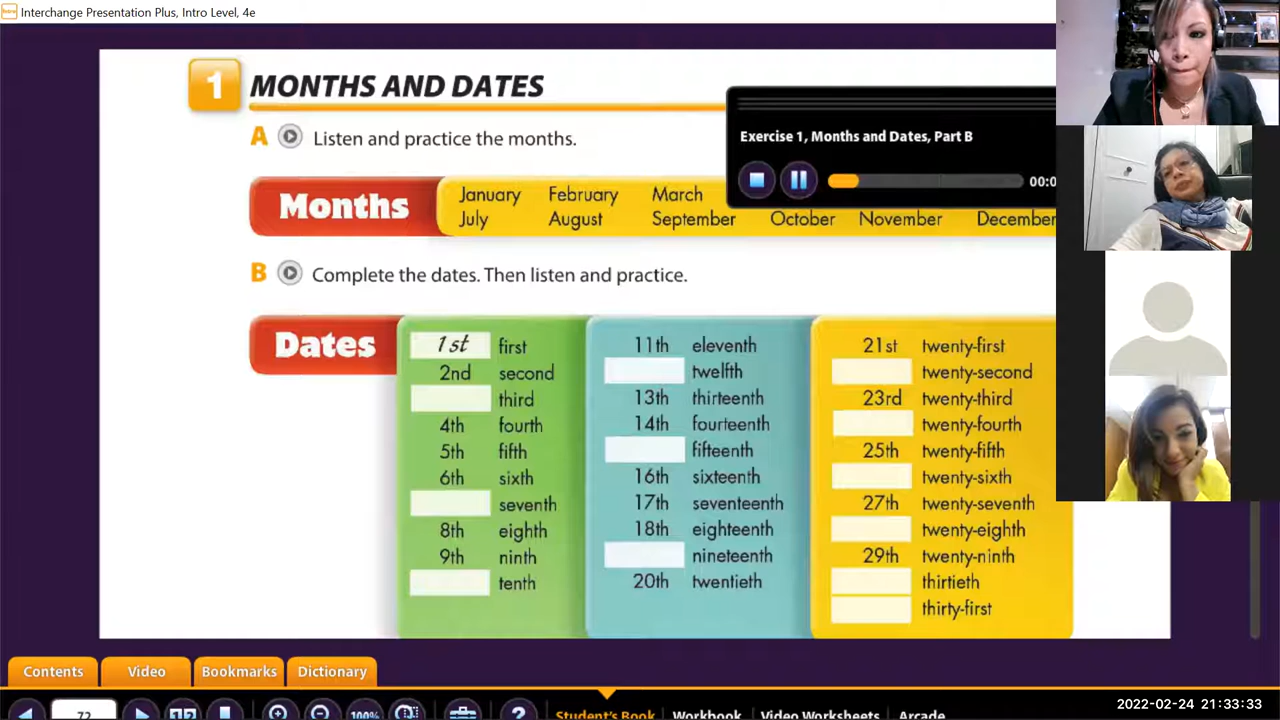 Interchange Presentation Plus, Intro Level, 4e
1 MONTHS AND DATES
A Listen and practice the months.
Exercise 1, Months and Dates, Part B
00:0
Months
January February March
July August September October November December
B Complete the dates. Then listen and practice.
Dates
1st first
2nd second
third
4th fourth
5th fifth
6th sixth
seventh
8th eighth
9th ninth
tenth
11th eleventh
twelfth
13th thirteenth
14th fourteenth
fifteenth
16th sixteenth
17th seventeenth
18th eighteenth
nineteenth
20th twentieth
21st twenty-first
twenty-second
23rd twenty-third
twenty-fourth
25th twenty-fifth
twenty-sixth
27th twenty-seventh
twenty-eighth
29th twenty-ninth
thirtieth
thirty-first
Contents Video Bookmarks Dictionary
72 100% ? Student's Book Workbook Video Worksheets Arcade
2022-02-24 21:33:33